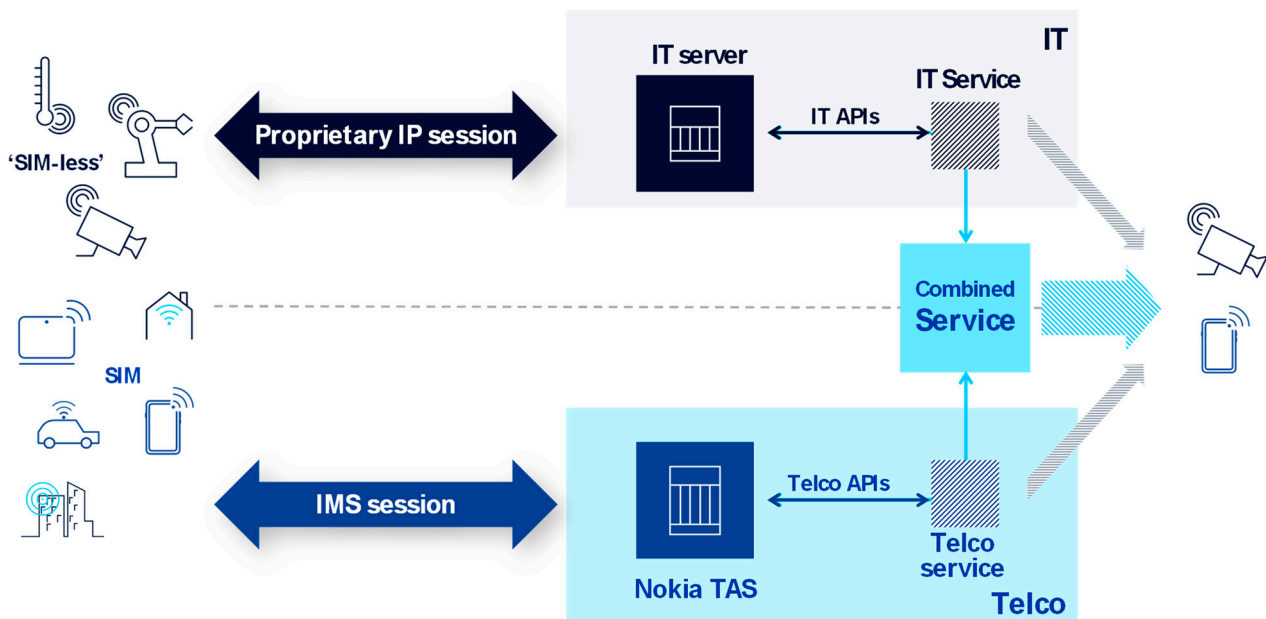 IT
IT server
IT Service
'SIM-less'
Proprietary IP session
IT APIs
Combined
Service
SIM
IMS session
Telco APIs
Nokia TAS
Telco
service
Telco